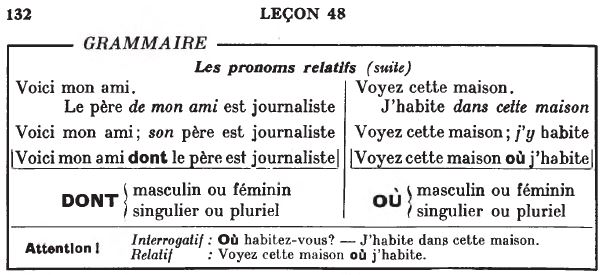 132 LEÇON 48
GRAMMAIRE
Les pronoms relatifs (suite)
Voici mon ami.
Le père de mon ami est journaliste
Voici mon ami; son père est journaliste
Voici mon ami dont le père est journaliste
DONT { masculin ou féminin
singulier ou pluriel
Voyez cette maison.
J'habite dans cette maison
Voyez cette maison; j'y habite
Voyez cette maison où j'habite
OÙ { masculin ou féminin
singulier ou pluriel
Attention! Interrogatif : Où habitez-vous? — J'habite dans cette maison.
Relatif : Voyez cette maison où j'habite.